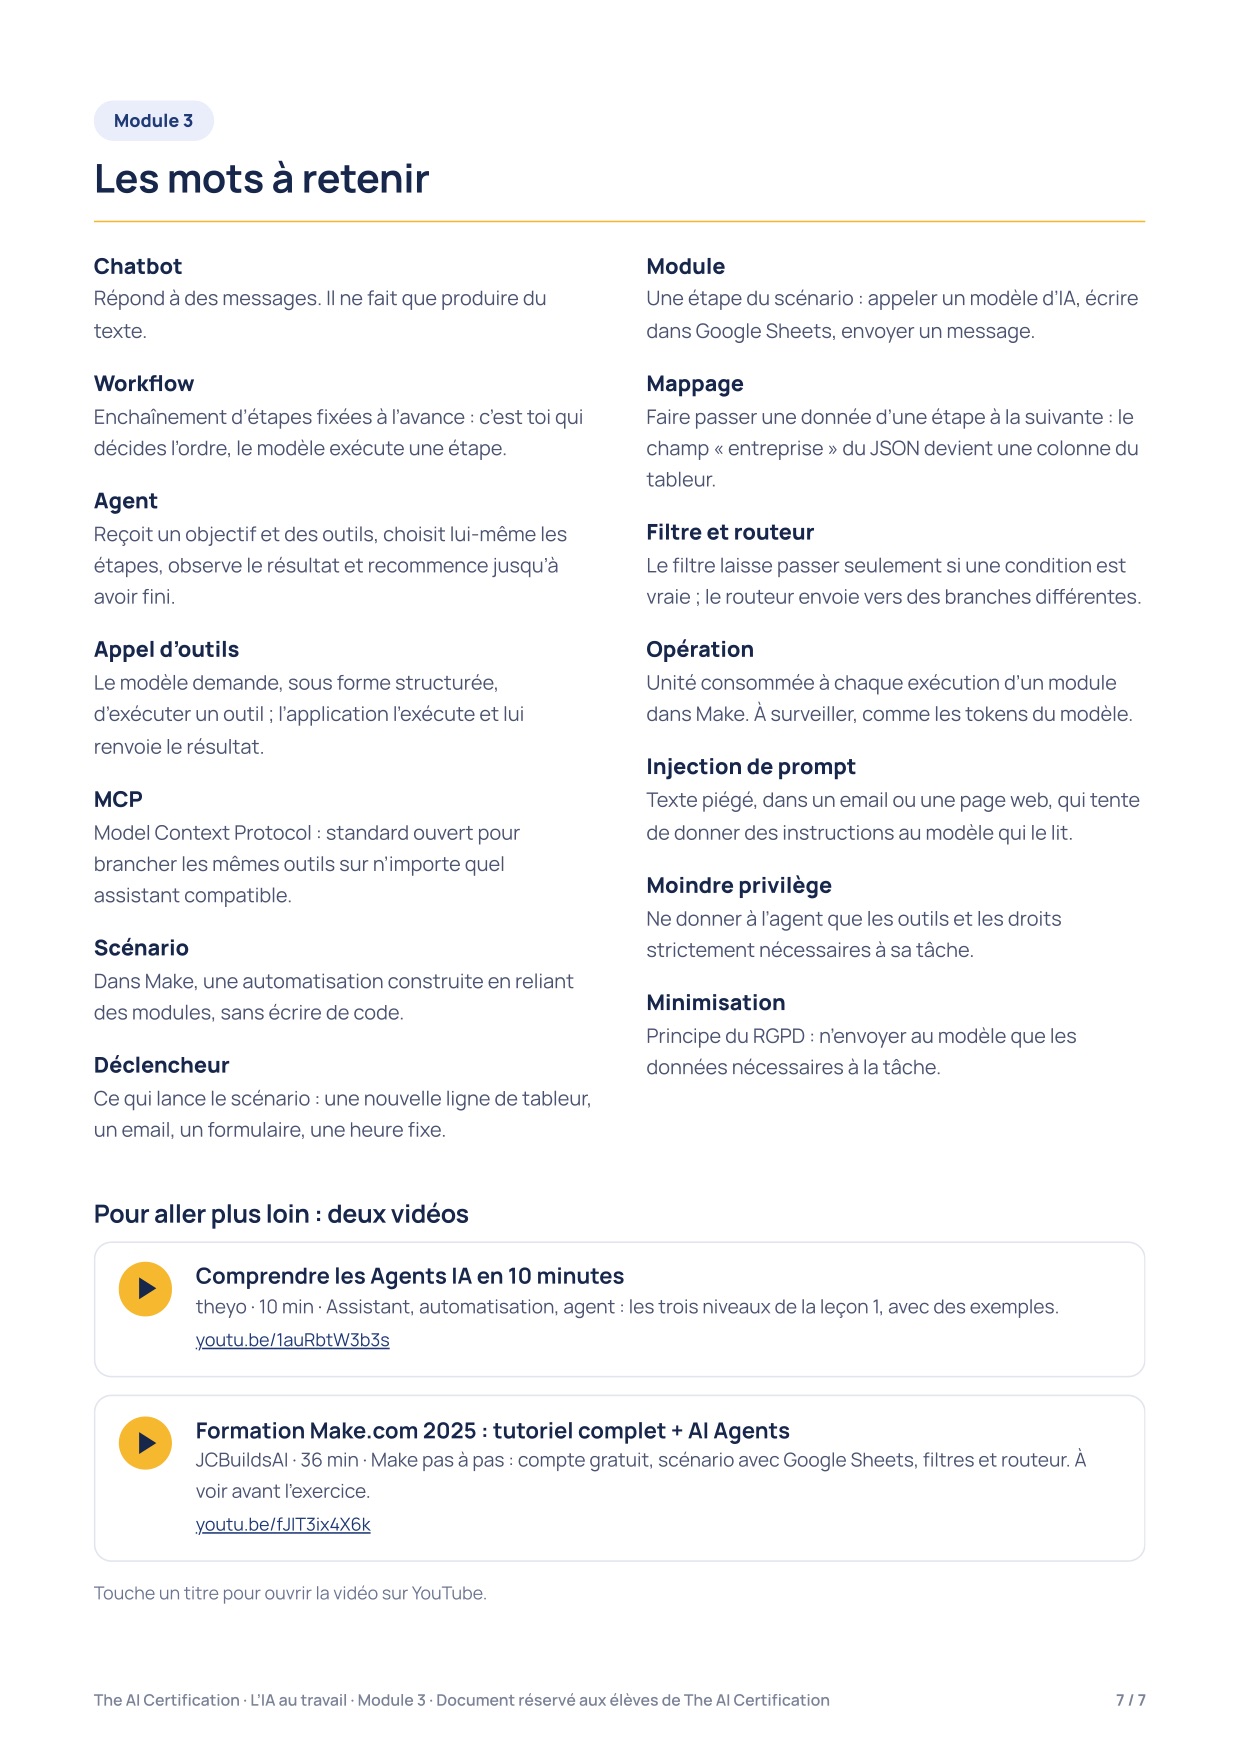 Module 3
Les mots à retenir
Chatbot
Répond à des messages. Il ne fait que produire du
texte.
Workflow
Enchaînement d’étapes fixées à l’avance : c’est toi qui
décides l’ordre, le modèle exécute une étape.
Agent
Reçoit un objectif et des outils, choisit lui-même les
étapes, observe le résultat et recommence jusqu’à
avoir fini.
Appel d’outils
Le modèle demande, sous forme structurée,
d’exécuter un outil ; l’application l’exécute et lui
renvoie le résultat.
MCP
Model Context Protocol : standard ouvert pour
brancher les mêmes outils sur n’importe quel
assistant compatible.
Scénario
Dans Make, une automatisation construite en reliant
des modules, sans écrire de code.
Déclencheur
Ce qui lance le scénario : une nouvelle ligne de tableur,
un email, un formulaire, une heure fixe.
Module
Une étape du scénario : appeler un modèle d’IA, écrire
dans Google Sheets, envoyer un message.
Mappage
Faire passer une donnée d’une étape à la suivante : le
champ « entreprise » du JSON devient une colonne du
tableur.
Filtre et routeur
Le filtre laisse passer seulement si une condition est
vraie ; le routeur envoie vers des branches différentes.
Opération
Unité consommée à chaque exécution d’un module
dans Make. À surveiller, comme les tokens du modèle.
Injection de prompt
Texte piégé, dans un email ou une page web, qui tente
de donner des instructions au modèle qui le lit.
Moindre privilège
Ne donner à l’agent que les outils et les droits
strictement nécessaires à sa tâche.
Minimisation
Principe du RGPD : n’envoyer au modèle que les
données nécessaires à la tâche.
Pour aller plus loin : deux vidéos
Comprendre les Agents IA en 10 minutes
theyo · 10 min · Assistant, automatisation, agent : les trois niveaux de la leçon 1, avec des exemples.
youtu.be/1auRbtW3b3s
Formation Make.com 2025 : tutoriel complet + AI Agents
JCBuildsAI · 36 min · Make pas à pas : compte gratuit, scénario avec Google Sheets, filtres et routeur. À
voir avant l’exercice.
youtu.be/fJIT3ix4X6k
Touche un titre pour ouvrir la vidéo sur YouTube.
The AI Certification · L’IA au travail · Module 3 · Document réservé aux élèves de The AI Certification
7 / 7